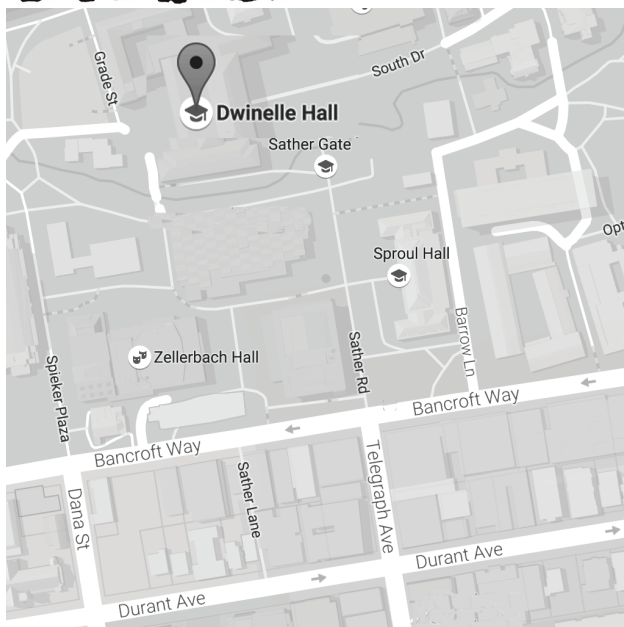 Grade St
South Dr
Dwinelle Hall
Sather Gate
Sproul Hall
Barrow Ln
Sather Rd
Zellerbach Hall
Spieker Plaza
Bancroft Way
Bancroft Way
Sather Lane
Telegraph Ave
Dana St
Durant Ave
Durant Ave